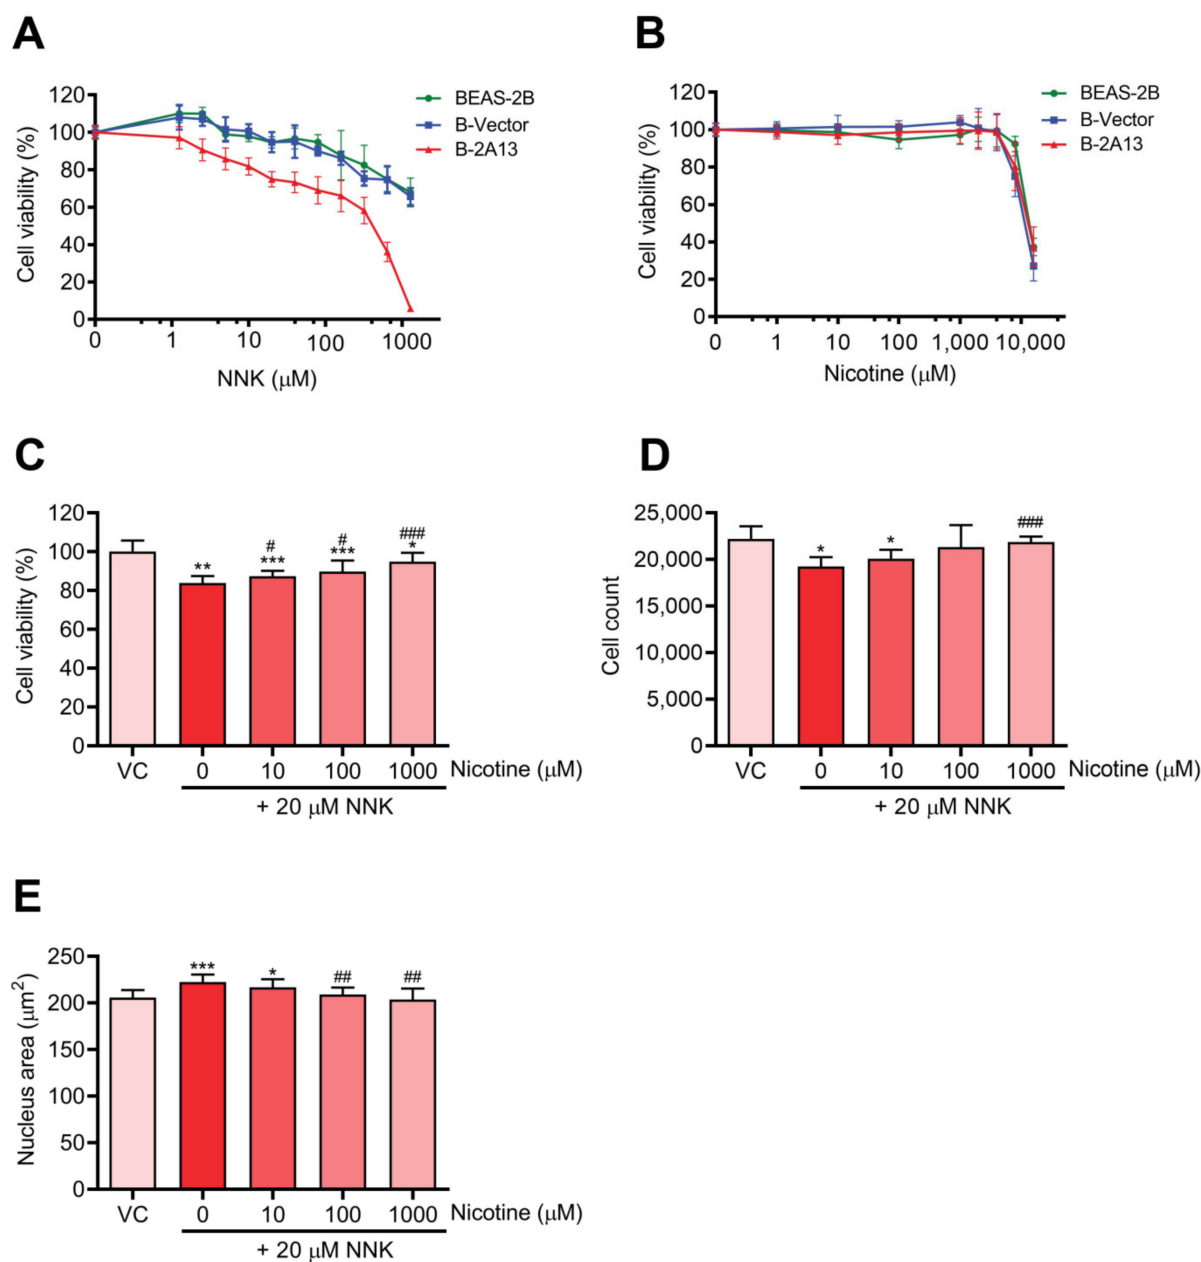 A
120
100
80
60
40
20
0
Cell viability (%)
0
1
10
100
1000
NNK (μM)
BEAS-2B
B-Vector
B-2A13
B
120
100
80
60
40
20
0
Cell viability (%)
0
1
10
100
1,000
10,000
Nicotine (μM)
BEAS-2B
B-Vector
B-2A13
C
120
100
80
60
40
20
0
Cell viability (%)
**
#
***
#
***
###
*
VC
0
10
100
1000
Nicotine (μM)
+ 20 μM NNK
D
25,000
20,000
15,000
10,000
5,000
0
Cell count
*
*
###
VC
0
10
100
1000
Nicotine (μM)
+ 20 μM NNK
E
250
200
150
100
50
0
Nucleus area (μm²)
***
*
##
##
VC
0
10
100
1000
Nicotine (μM)
+ 20 μM NNK